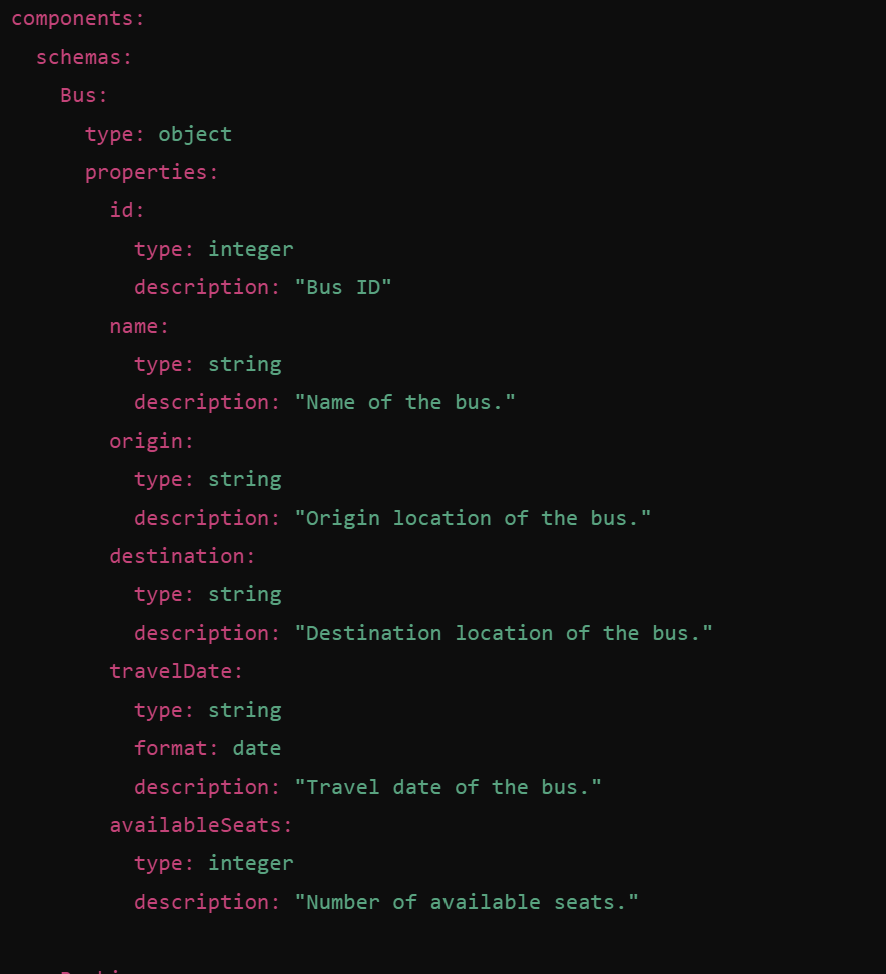 components:
  schemas:
    Bus:
      type: object
      properties:
        id:
          type: integer
          description: "Bus ID"
        name:
          type: string
          description: "Name of the bus."
        origin:
          type: string
          description: "Origin location of the bus."
        destination:
          type: string
          description: "Destination location of the bus."
        travelDate:
          type: string
          format: date
          description: "Travel date of the bus."
        availableSeats:
          type: integer
          description: "Number of available seats."